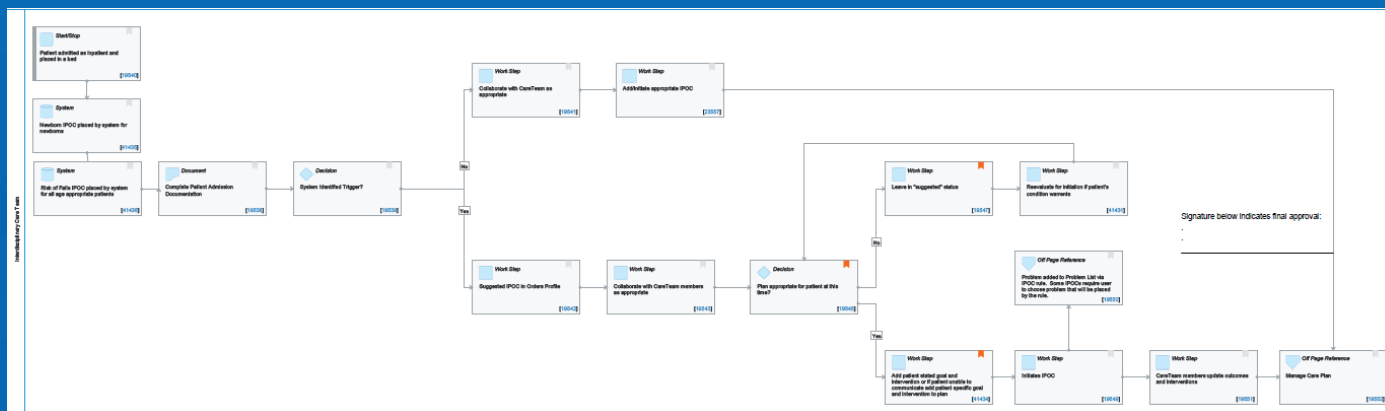 Interdisciplinary Care Team
Start/Stop
Patient admitted as Inpatient and
placed in a bed
[19540]
System
Newborn IPOC placed by system for
newborns
[41435]
System
Risk of Falls IPOC placed by system
for all age appropriate patients
[41436]
Document
Complete Patient Admission
Documentation
[19536]
Decision
System Identified Trigger?
[19539]
No
Yes
Work Step
Collaborate with CareTeam as
appropriate
[19541]
Work Step
Add/Initiate appropriate IPOC
[23557]
Work Step
Suggested IPOC in Orders Profile
[19542]
Work Step
Collaborate with CareTeam members
as appropriate
[19543]
Decision
Plan appropriate for patient at this
time?
[19545]
No
Yes
Work Step
Leave in "suggested" status
[19547]
Work Step
Reevaluate for initiation if patient's
condition warrants
[41431]
Signature below indicates final approval:
.
.
Off Page Reference
Problem added to Problem List via
IPOC rule. Some IPOCs require user
to choose problem that will be placed
by the rule.
[19550]
Work Step
Add patient stated goal and
intervention or if patient unable to
communicate add patient specific goal
and intervention to plan
[41434]
Work Step
Initiates IPOC
[19549]
Work Step
CareTeam members update outcomes
and interventions
[19551]
Off Page Reference
Manage Care Plan
[19552]